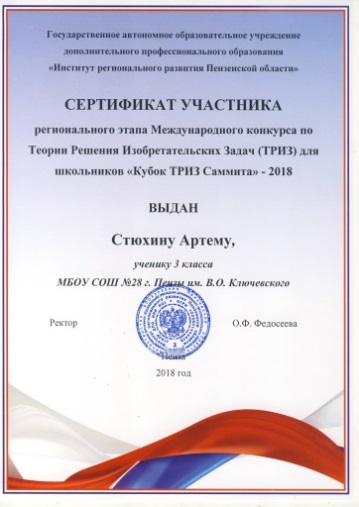 Государственное автономное образовательное учреждение
дополнительного профессионального образования
«Институт регионального развития Пензенской области»
СЕРТИФИКАТ УЧАСТНИКА
регионального этапа Международного конкурса по
Теории Решения Изобретательских Задач (ТРИЗ) для
школьников «Кубок ТРИЗ Саммита» - 2018
ВЫДАН
Стюхину Артему,
ученику 3 класса
МБОУ СОШ №28 г. Пензы им. В.О. Ключевского
Ректор О.Ф. Федосеева
Пенза
2018 год